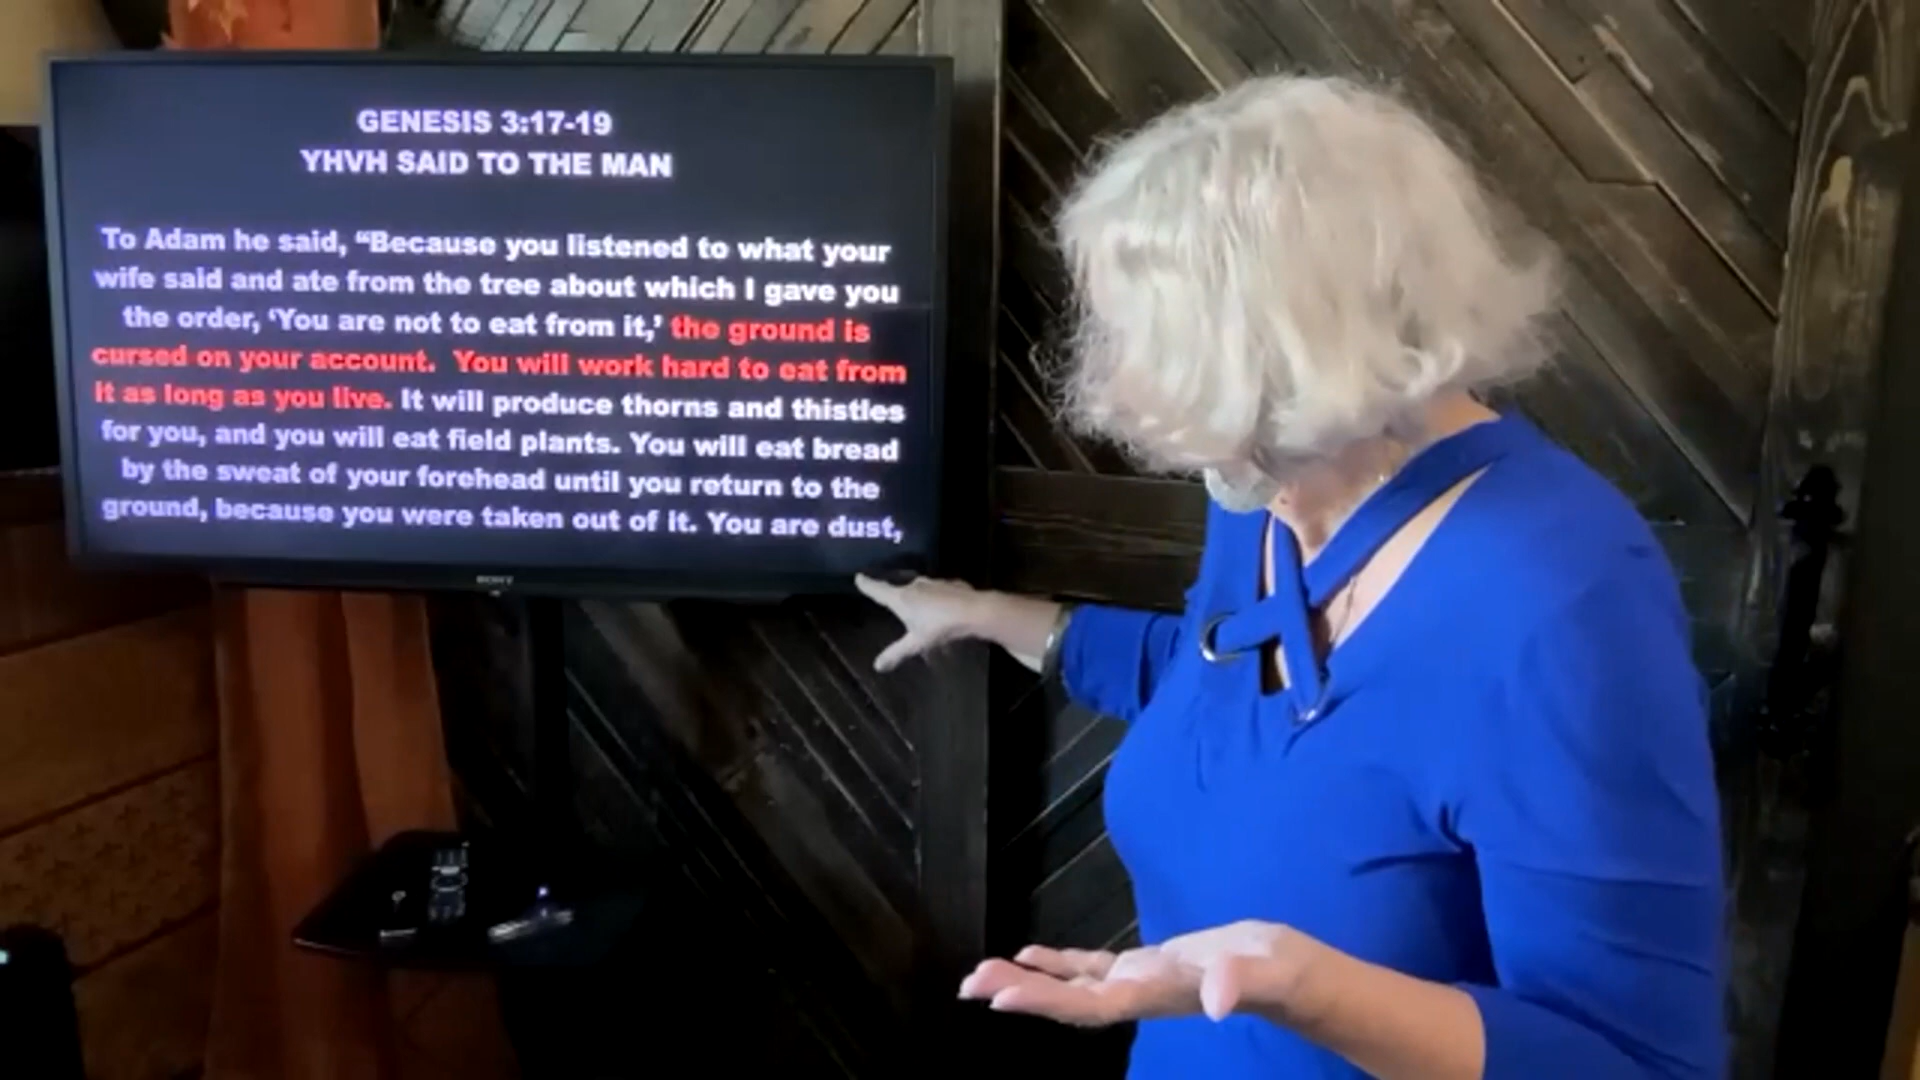 GENESIS 3:17-19
YHVH SAID TO THE MAN
To Adam he said, “Because you listened to what your
wife said and ate from the tree about which I gave you
the order, ‘You are not to eat from it,’ the ground is
cursed on your account. You will work hard to eat from
it as long as you live. It will produce thorns and thistles
for you, and you will eat field plants. You will eat bread
by the sweat of your forehead until you return to the
ground, because you were taken out of it. You are dust,
SONY